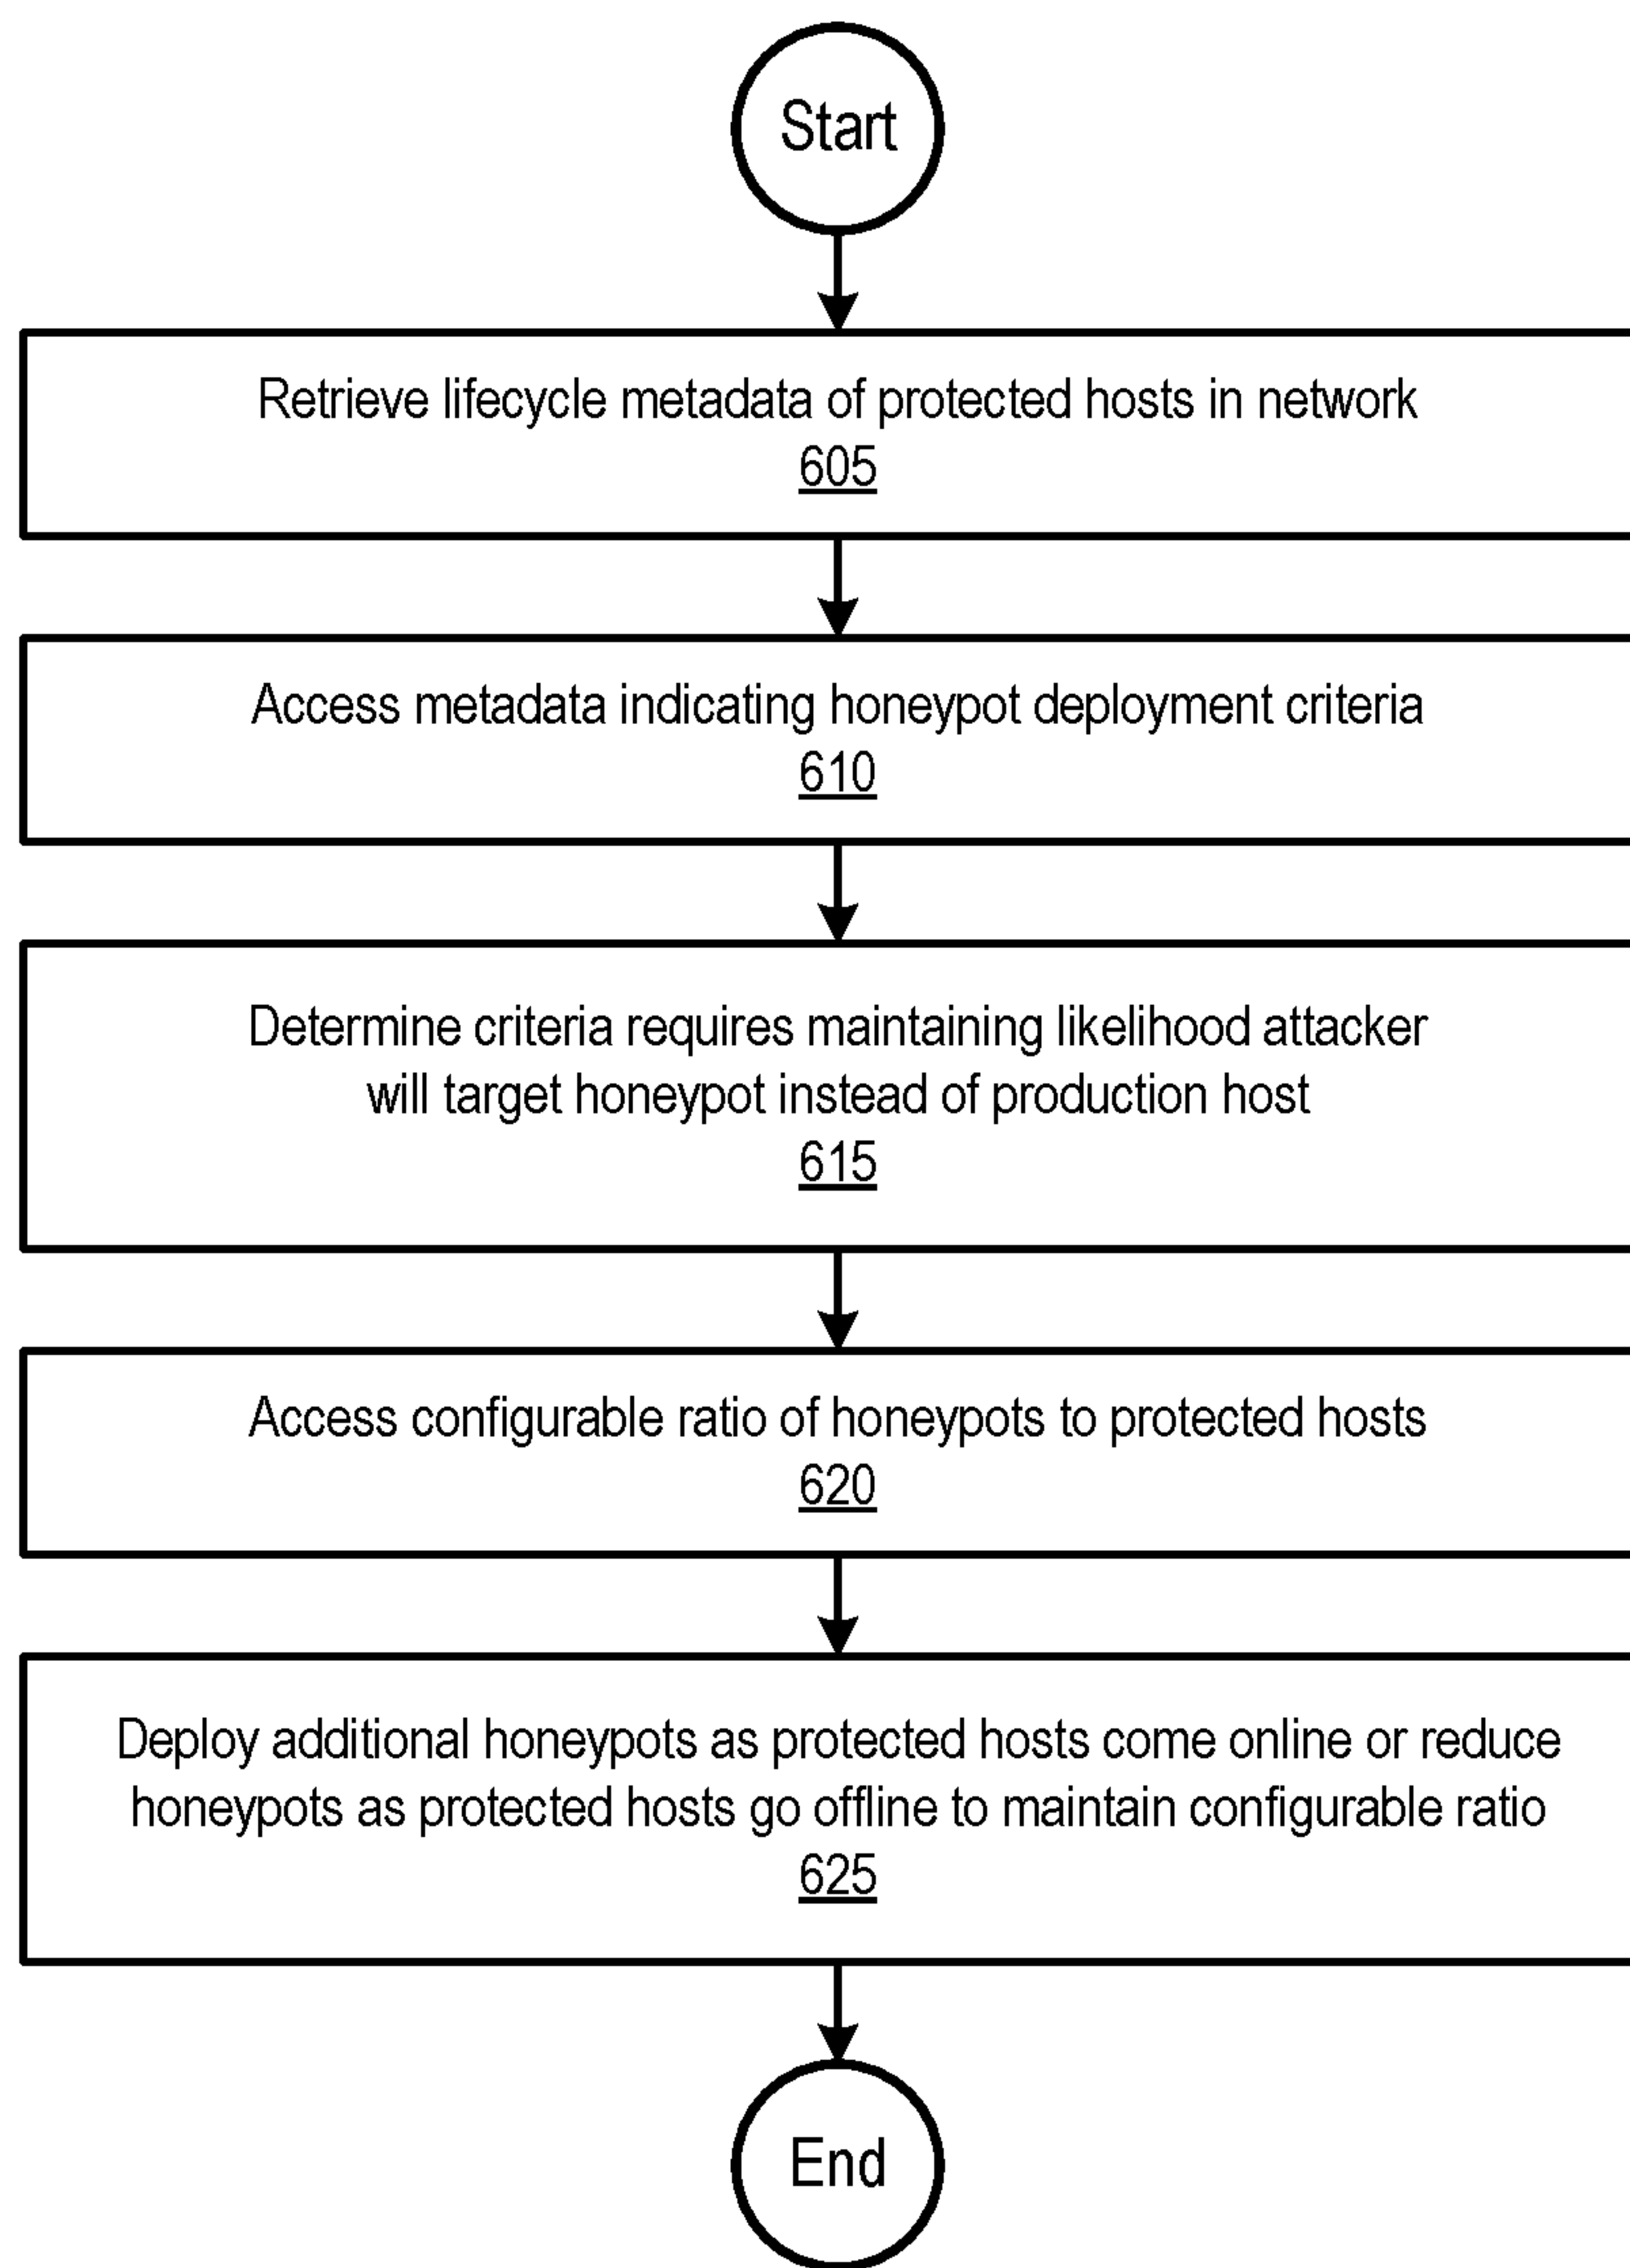 Start
Retrieve lifecycle metadata of protected hosts in network
605
Access metadata indicating honeypot deployment criteria
610
Determine criteria requires maintaining likelihood attacker
will target honeypot instead of production host
615
Access configurable ratio of honeypots to protected hosts
620
Deploy additional honeypots as protected hosts come online or reduce
honeypots as protected hosts go offline to maintain configurable ratio
625
End